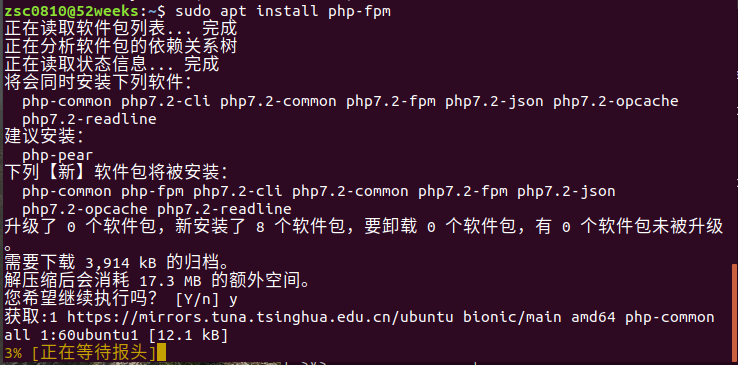 zsc0810@52weeks:~$ sudo apt install php-fpm
正在读取软件包列表... 完成
正在分析软件包的依赖关系树
正在读取状态信息... 完成
将会同时安装下列软件：
  php-common php7.2-cli php7.2-common php7.2-fpm php7.2-json php7.2-opcache
  php7.2-readline
建议安装：
  php-pear
下列【新】软件包将被安装：
  php-common php-fpm php7.2-cli php7.2-common php7.2-fpm php7.2-json
  php7.2-opcache php7.2-readline
升级了 0 个软件包，新安装了 8 个软件包，要卸载 0 个软件包，有 0 个软件包未被升级
。
需要下载 3,914 kB 的归档。
解压缩后会消耗 17.3 MB 的额外空间。
您希望继续执行吗？ [Y/n] y
获取:1 https://mirrors.tuna.tsinghua.edu.cn/ubuntu bionic/main amd64 php-common
all 1:60ubuntu1 [12.1 kB]
3% [正在等待报头]